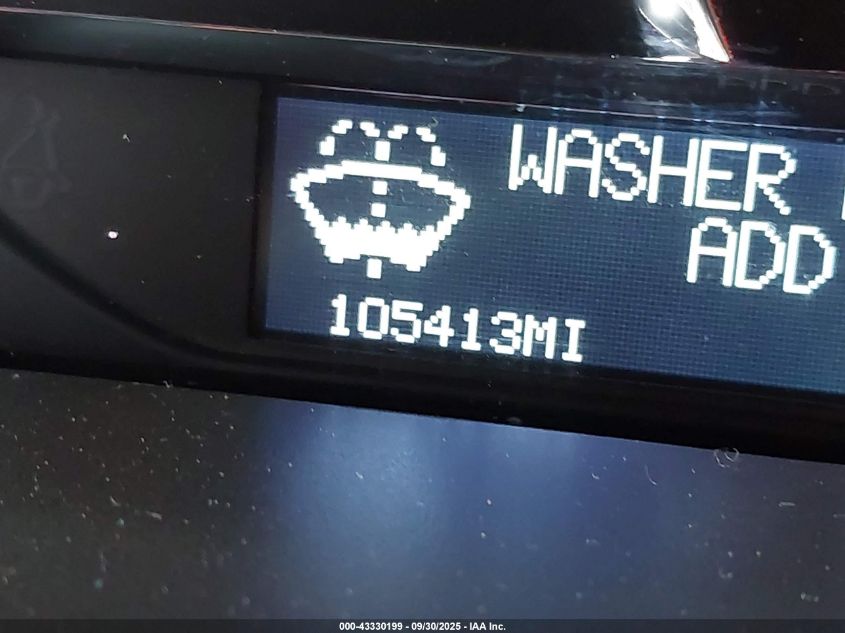 WASHER
ADD
105413MI
000-43330199 - 09/30/2025 - IAA Inc.